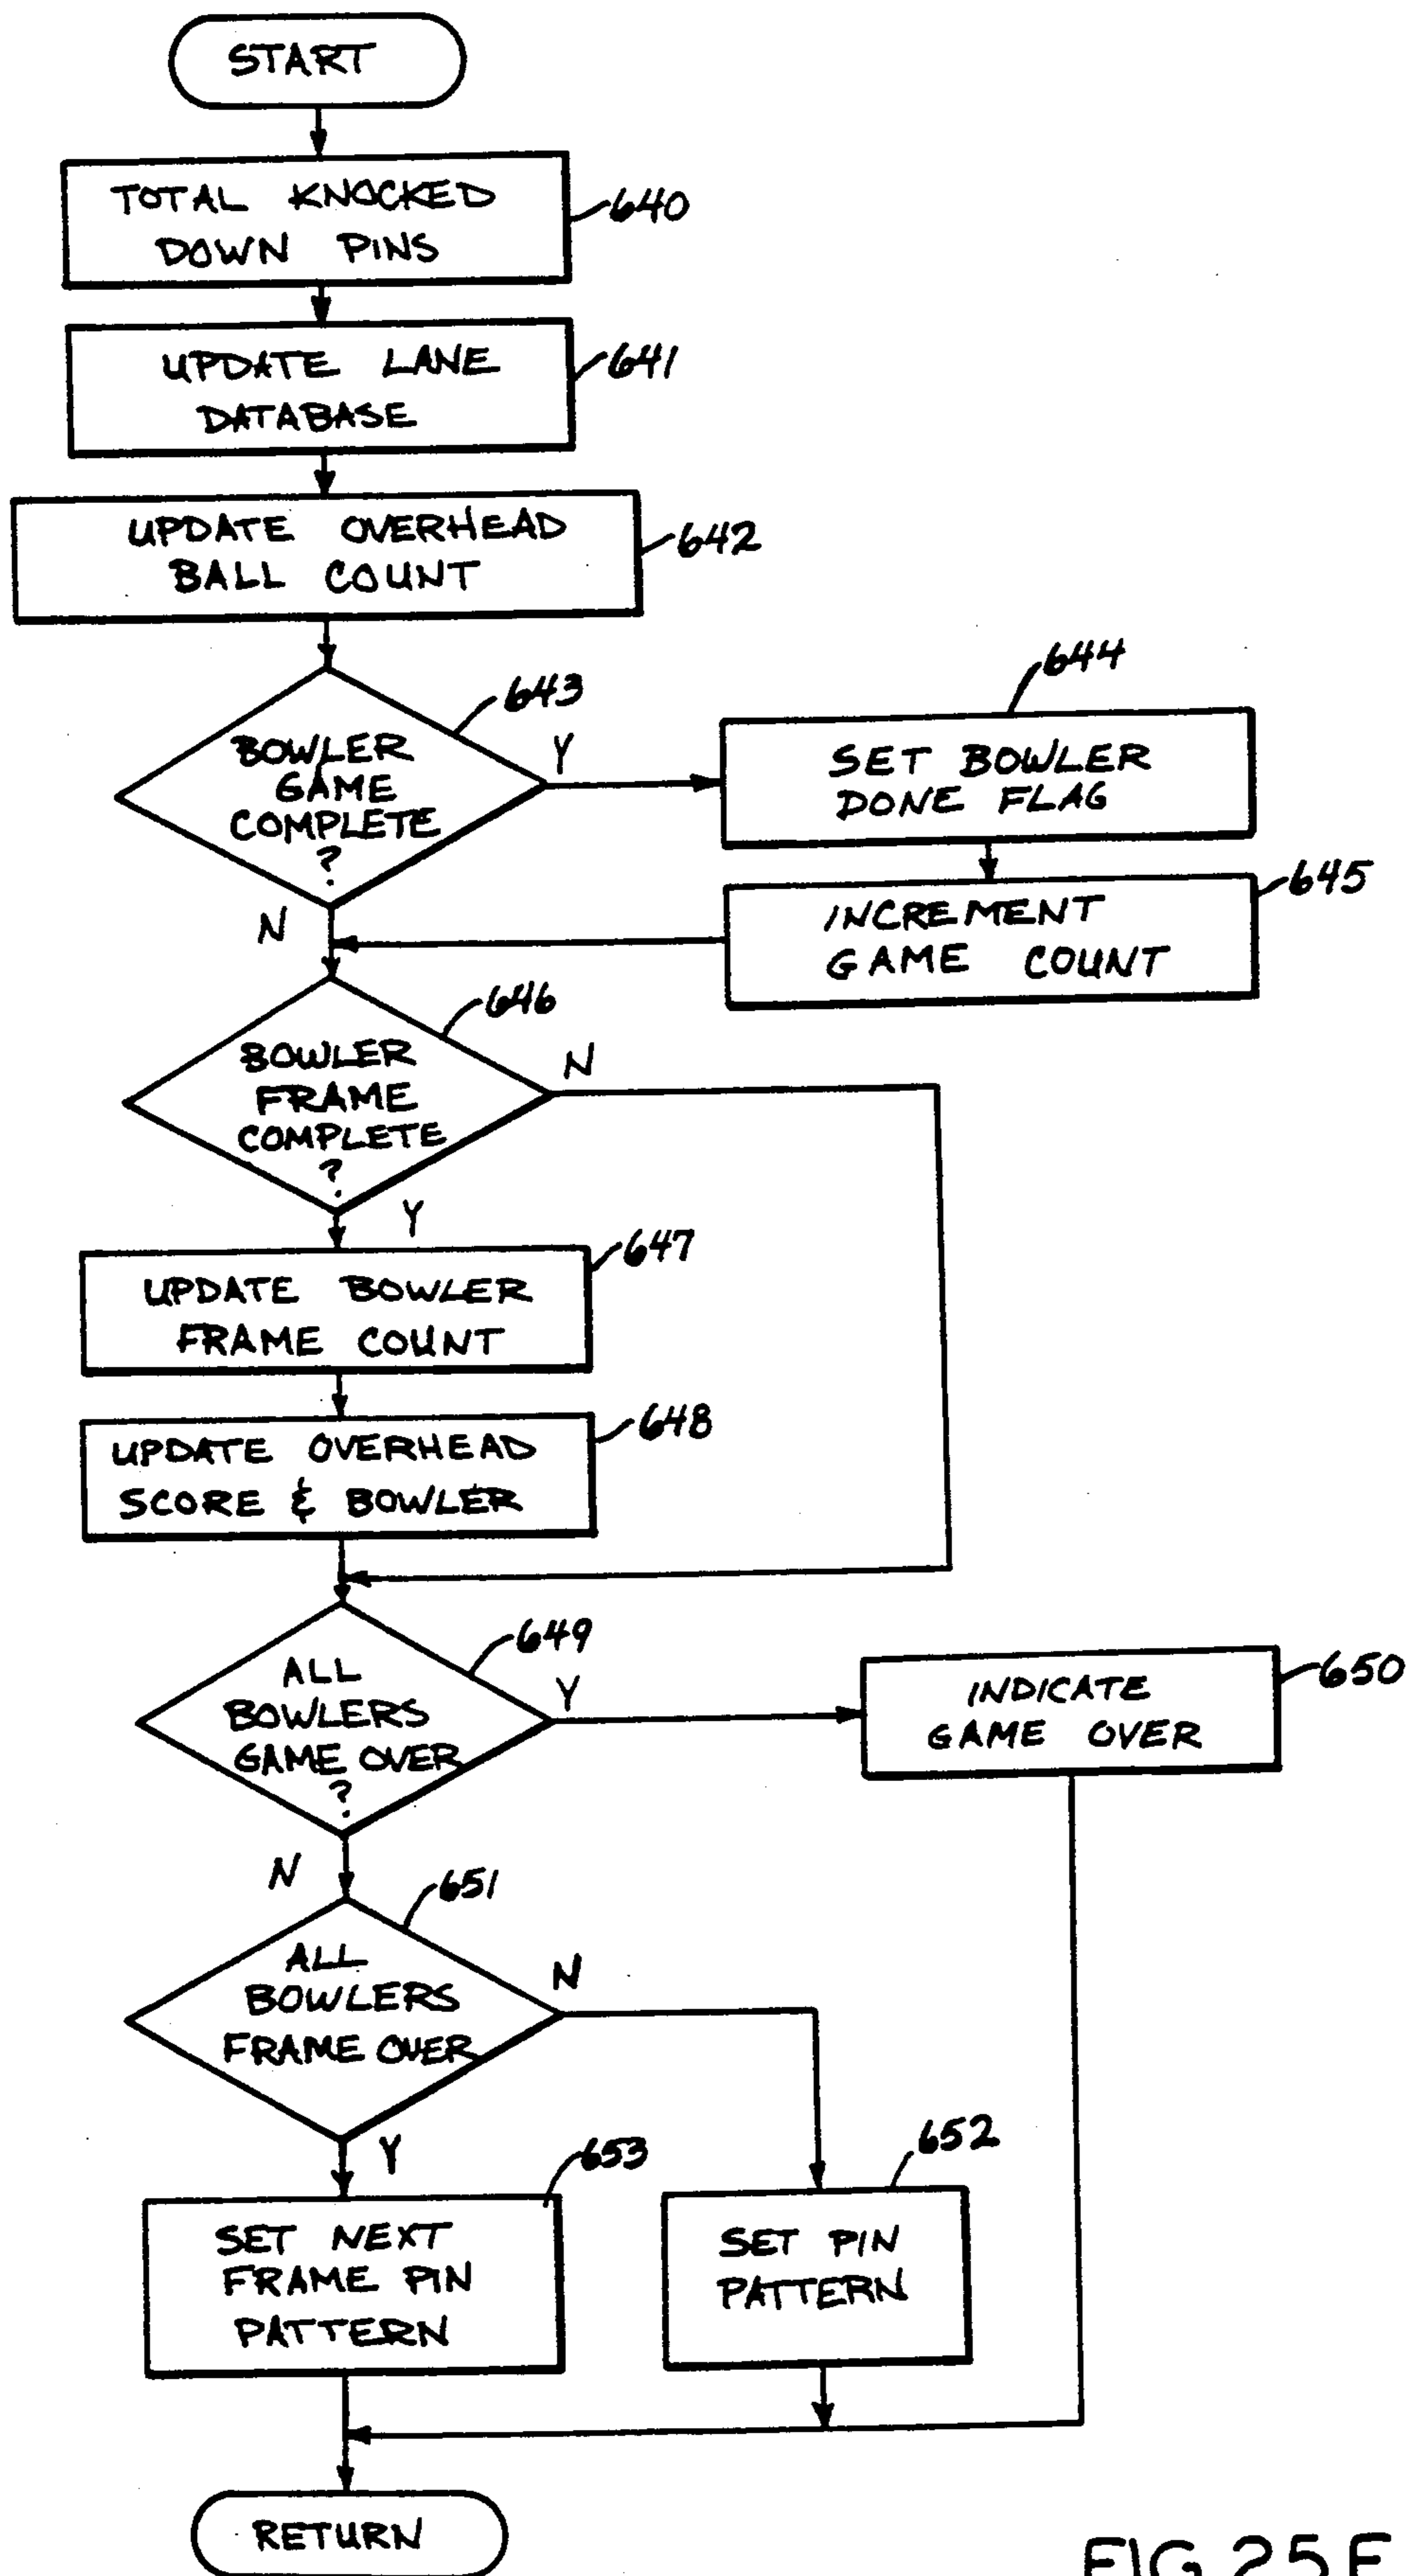 START
TOTAL KNOCKED
DOWN PINS
640
UPDATE LANE
DATABASE
641
UPDATE OVERHEAD
BALL COUNT
642
643
BOWLER
GAME
COMPLETE
?
Y
N
644
SET BOWLER
DONE FLAG
645
INCREMENT
GAME COUNT
646
BOWLER
FRAME
COMPLETE
?
N
Y
647
UPDATE BOWLER
FRAME COUNT
648
UPDATE OVERHEAD
SCORE & BOWLER
649
ALL
BOWLERS
GAME OVER
?
Y
N
650
INDICATE
GAME OVER
651
ALL
BOWLERS
FRAME OVER
N
Y
653
SET NEXT
FRAME PIN
PATTERN
652
SET PIN
PATTERN
RETURN